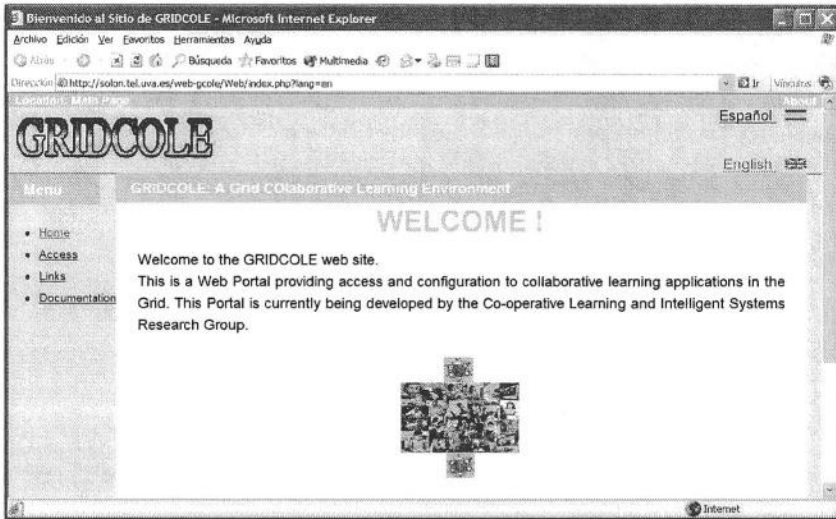 Bienvenido al Sitio de GRIDCOLE - Microsoft Internet Explorer
Archivo Edición Ver Favoritos Herramientas Ayuda
Atrás Búsqueda Favoritos Multimedia
Dirección http://solon.tel.uva.es/web-gcole/Web/index.php?lang=en Ir Vínculos
Location: Main Page About
GRIDCOLE
Español
English
Menu
GRIDCOLE: A Grid COlaborative Learning Environment
WELCOME !
Home
Access
Links
Documentation
Welcome to the GRIDCOLE web site.
This is a Web Portal providing access and configuration to collaborative learning applications in the
Grid. This Portal is currently being developed by the Co-operative Learning and Intelligent Systems
Research Group.
Internet